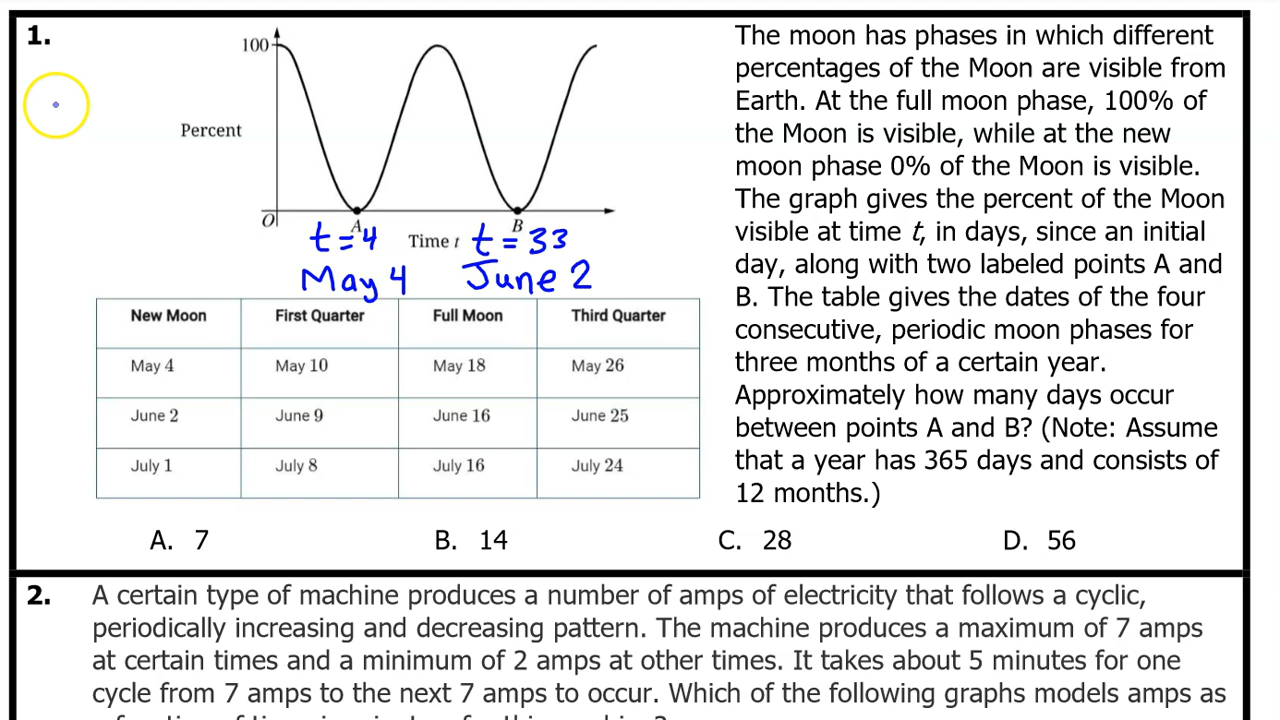 1.
100
Percent
O
A
B
Time t
t=4
t = 33
May 4
June 2
New Moon First Quarter Full Moon Third Quarter
May 4 May 10 May 18 May 26
June 2 June 9 June 16 June 25
July 1 July 8 July 16 July 24
The moon has phases in which different
percentages of the Moon are visible from
Earth. At the full moon phase, 100% of
the Moon is visible, while at the new
moon phase 0% of the Moon is visible.
The graph gives the percent of the Moon
visible at time t, in days, since an initial
day, along with two labeled points A and
B. The table gives the dates of the four
consecutive, periodic moon phases for
three months of a certain year.
Approximately how many days occur
between points A and B? (Note: Assume
that a year has 365 days and consists of
12 months.)
A. 7 B. 14 C. 28 D. 56
2. A certain type of machine produces a number of amps of electricity that follows a cyclic,
periodically increasing and decreasing pattern. The machine produces a maximum of 7 amps
at certain times and a minimum of 2 amps at other times. It takes about 5 minutes for one
cycle from 7 amps to the next 7 amps to occur. Which of the following graphs models amps as